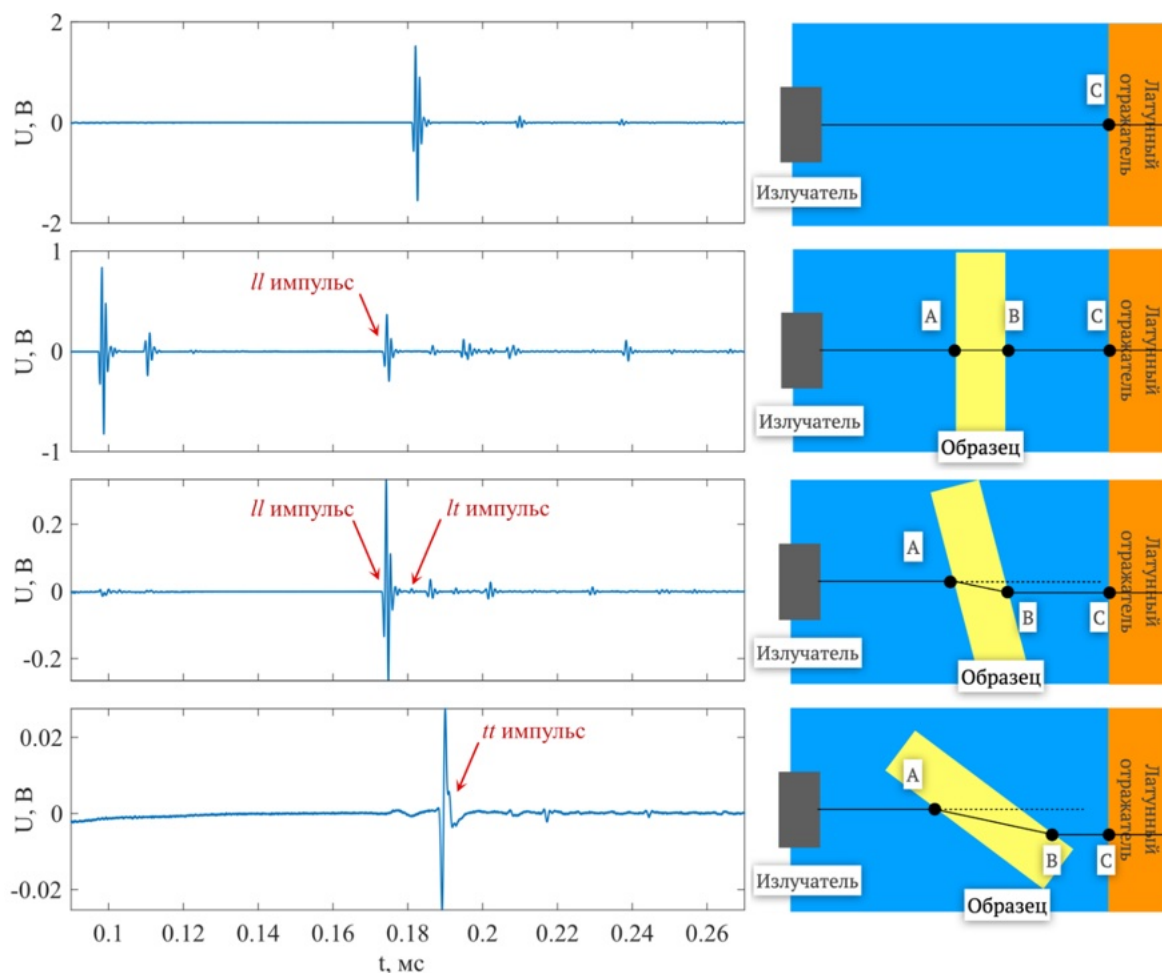 2
0
-2
U, В
C
Излучатель
Латунный
отражатель
1
0
-1
U, В
ll импульс
A
B
C
Излучатель
Образец
Латунный
отражатель
0.2
0
-0.2
U, В
ll импульс
lt импульс
A
B
C
Излучатель
Образец
Латунный
отражатель
0.02
0
-0.02
U, В
tt импульс
A
B
C
Излучатель
Образец
Латунный
отражатель
0.1 0.12 0.14 0.16 0.18 0.2 0.22 0.24 0.26
t, мс